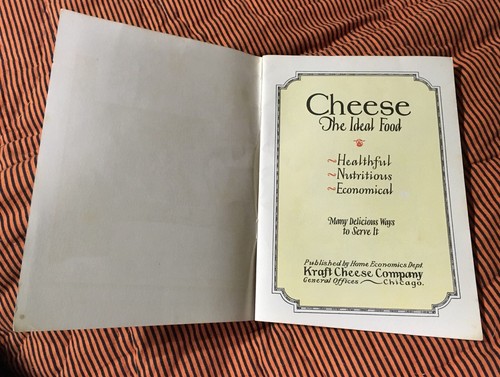 Cheese
The Ideal Food
~Healthful
~Nutritious
~Economical
Many Delicious Ways
to Serve It
Published by Home Economics Dept.
Kraft Cheese Company
General Offices ~ Chicago.